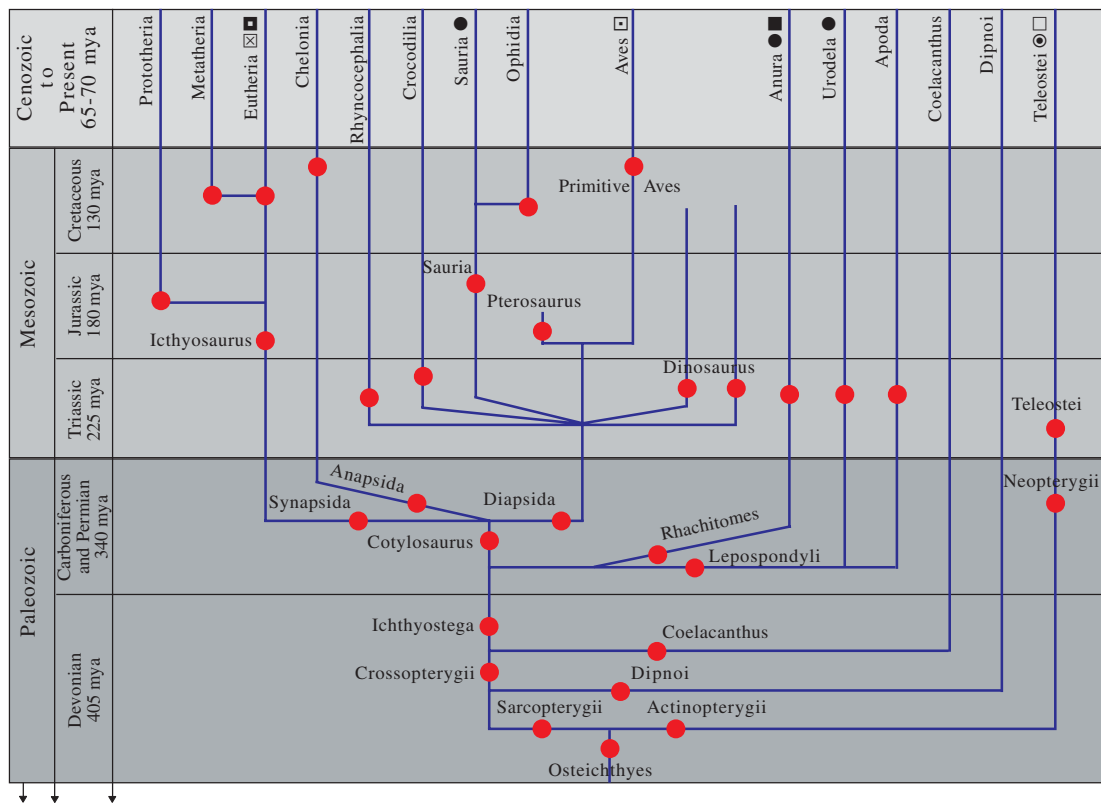 Cenozoic
to
Present
65-70 mya
Prototheria
Metatheria
Eutheria
Chelonia
Rhyncocephalia
Crocodilia
Sauria
Ophidia
Aves
Anura
Urodela
Apoda
Coelacanthus
Dipnoi
Teleostei
Mesozoic
Cretaceous
130 mya
Primitive Aves
Jurassic
180 mya
Sauria
Pterosaurus
Icthyosaurus
Triassic
225 mya
Dinosaurus
Teleostei
Paleozoic
Carboniferous
and Permian
340 mya
Anapsida
Synapsida
Diapsida
Neopterygii
Cotylosaurus
Rhachitomes
Lepospondyli
Devonian
405 mya
Ichthyostega
Coelacanthus
Crossopterygii
Dipnoi
Sarcopterygii
Actinopterygii
Osteichthyes